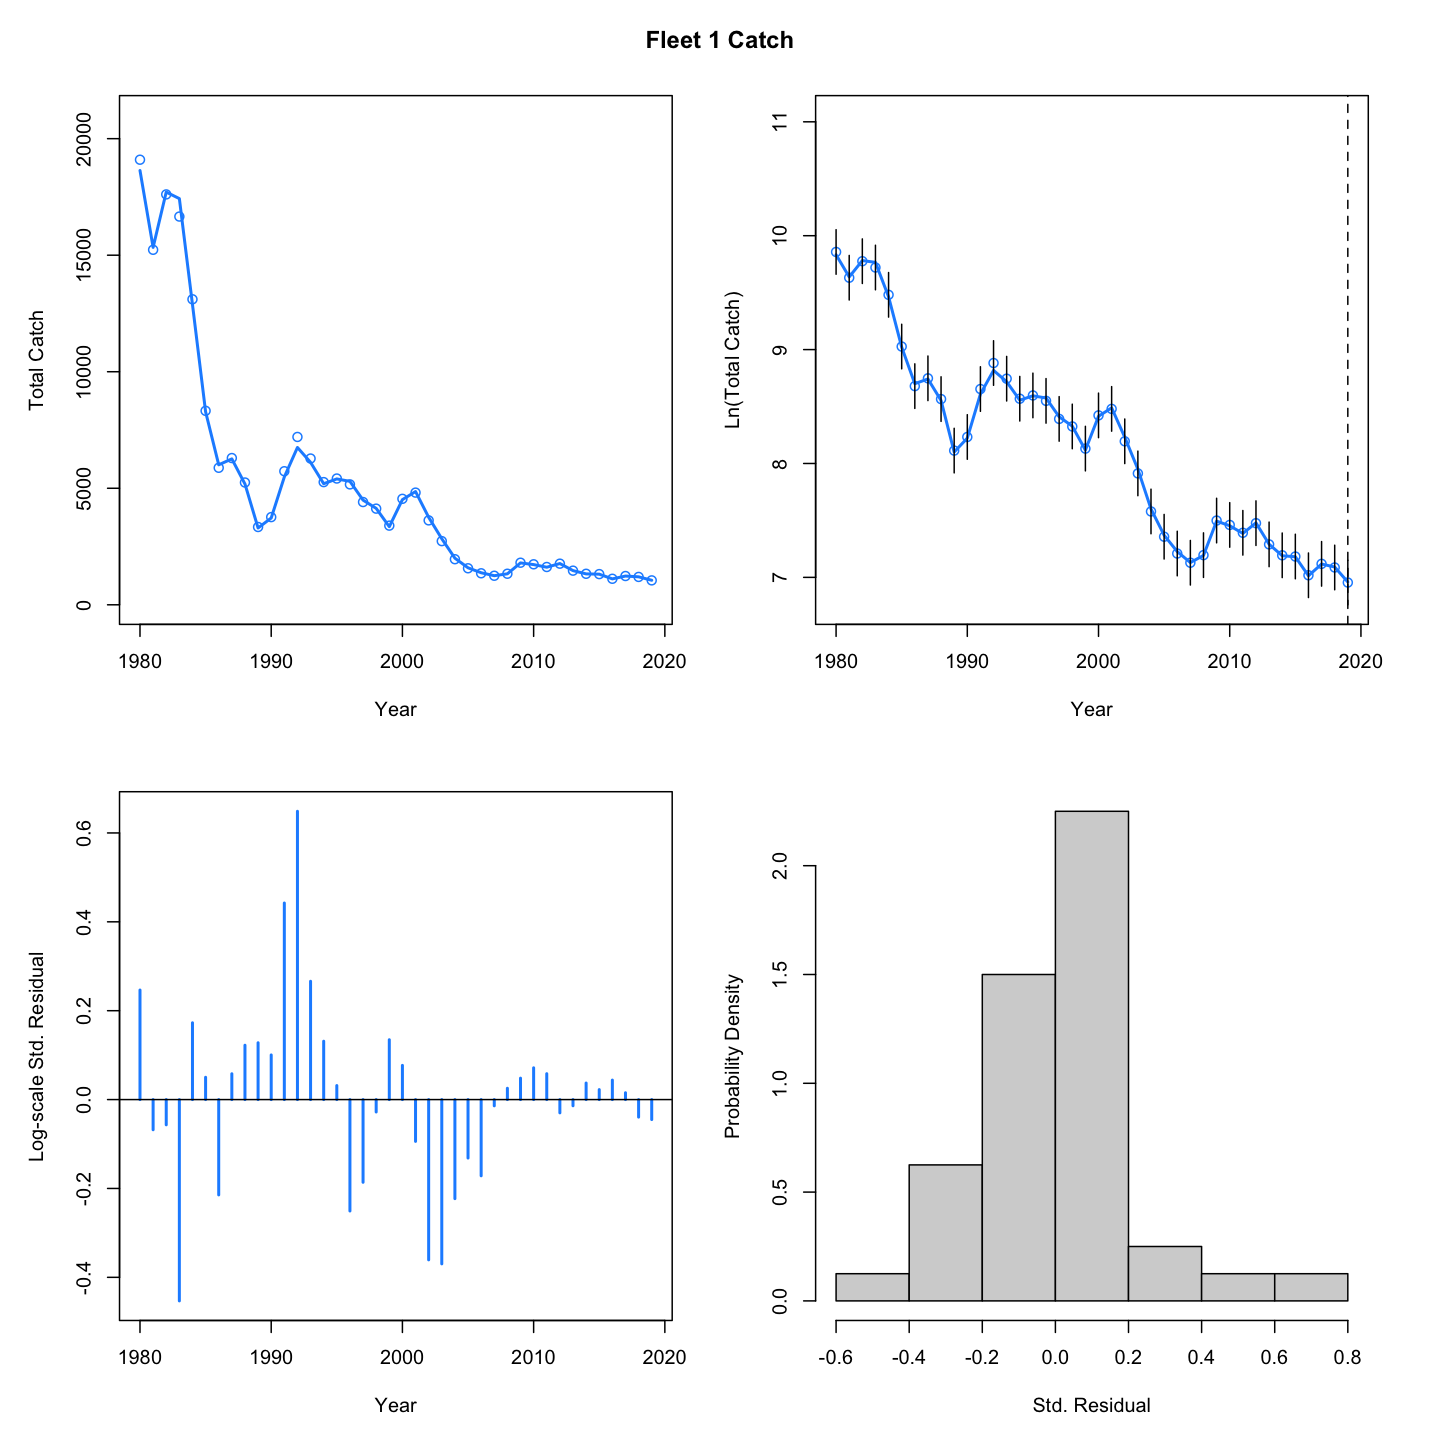 Fleet 1 Catch
Total Catch
20000
15000
10000
5000
0
1980 1990 2000 2010 2020
Year
Ln(Total Catch)
11
10
9
8
7
1980 1990 2000 2010 2020
Year
Log-scale Std. Residual
0.6
0.4
0.2
0.0
-0.2
-0.4
1980 1990 2000 2010 2020
Year
Probability Density
2.0
1.5
1.0
0.5
0.0
-0.6 -0.4 -0.2 0.0 0.2 0.4 0.6 0.8
Std. Residual